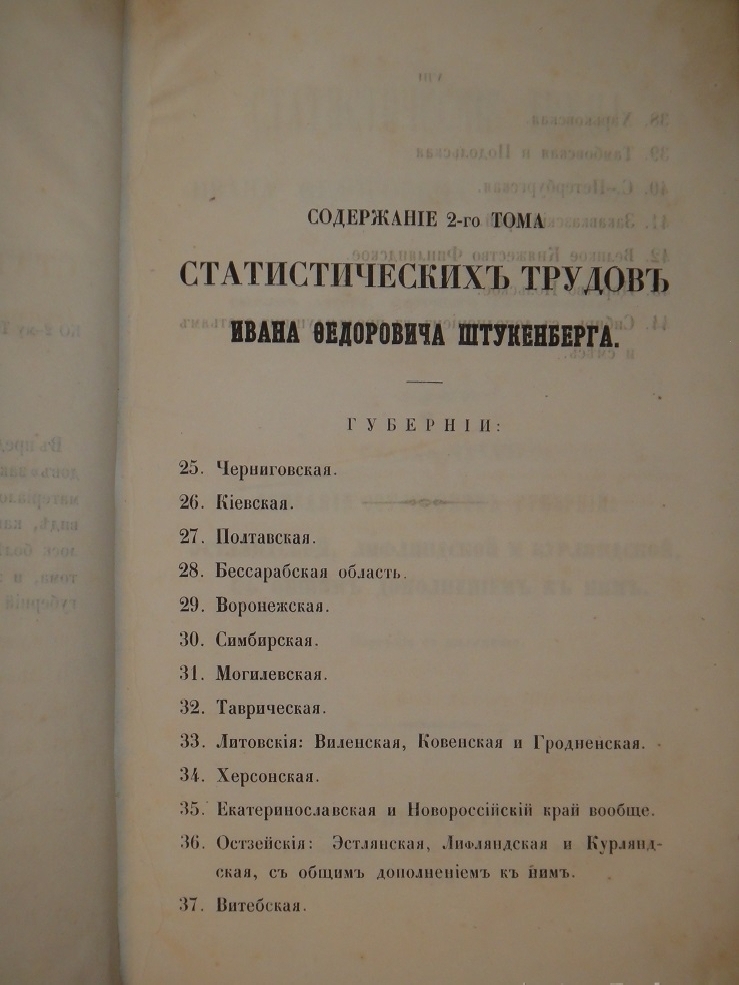 СОДЕРЖАНІЕ 2-го ТОМА
СТАТИСТИЧЕСКИХЪ ТРУДОВЪ
ИВАНА ѲЕДОРОВИЧА ШТУКЕНБЕРГА.
ГУБЕРНІИ:
25. Черниговская.
26. Кіевская.
27. Полтавская.
28. Бессарабская область.
29. Воронежская.
30. Симбирская.
31. Могилевская.
32. Таврическая.
33. Литовскія: Виленская, Ковенская и Гродненская.
34. Херсонская.
35. Екатеринославская и Новороссійскій край вообще.
36. Остзейскія: Эстлянская, Лифляндская и Курлянд-
ская, съ общимъ дополненіемъ къ нимъ.
37. Витебская.